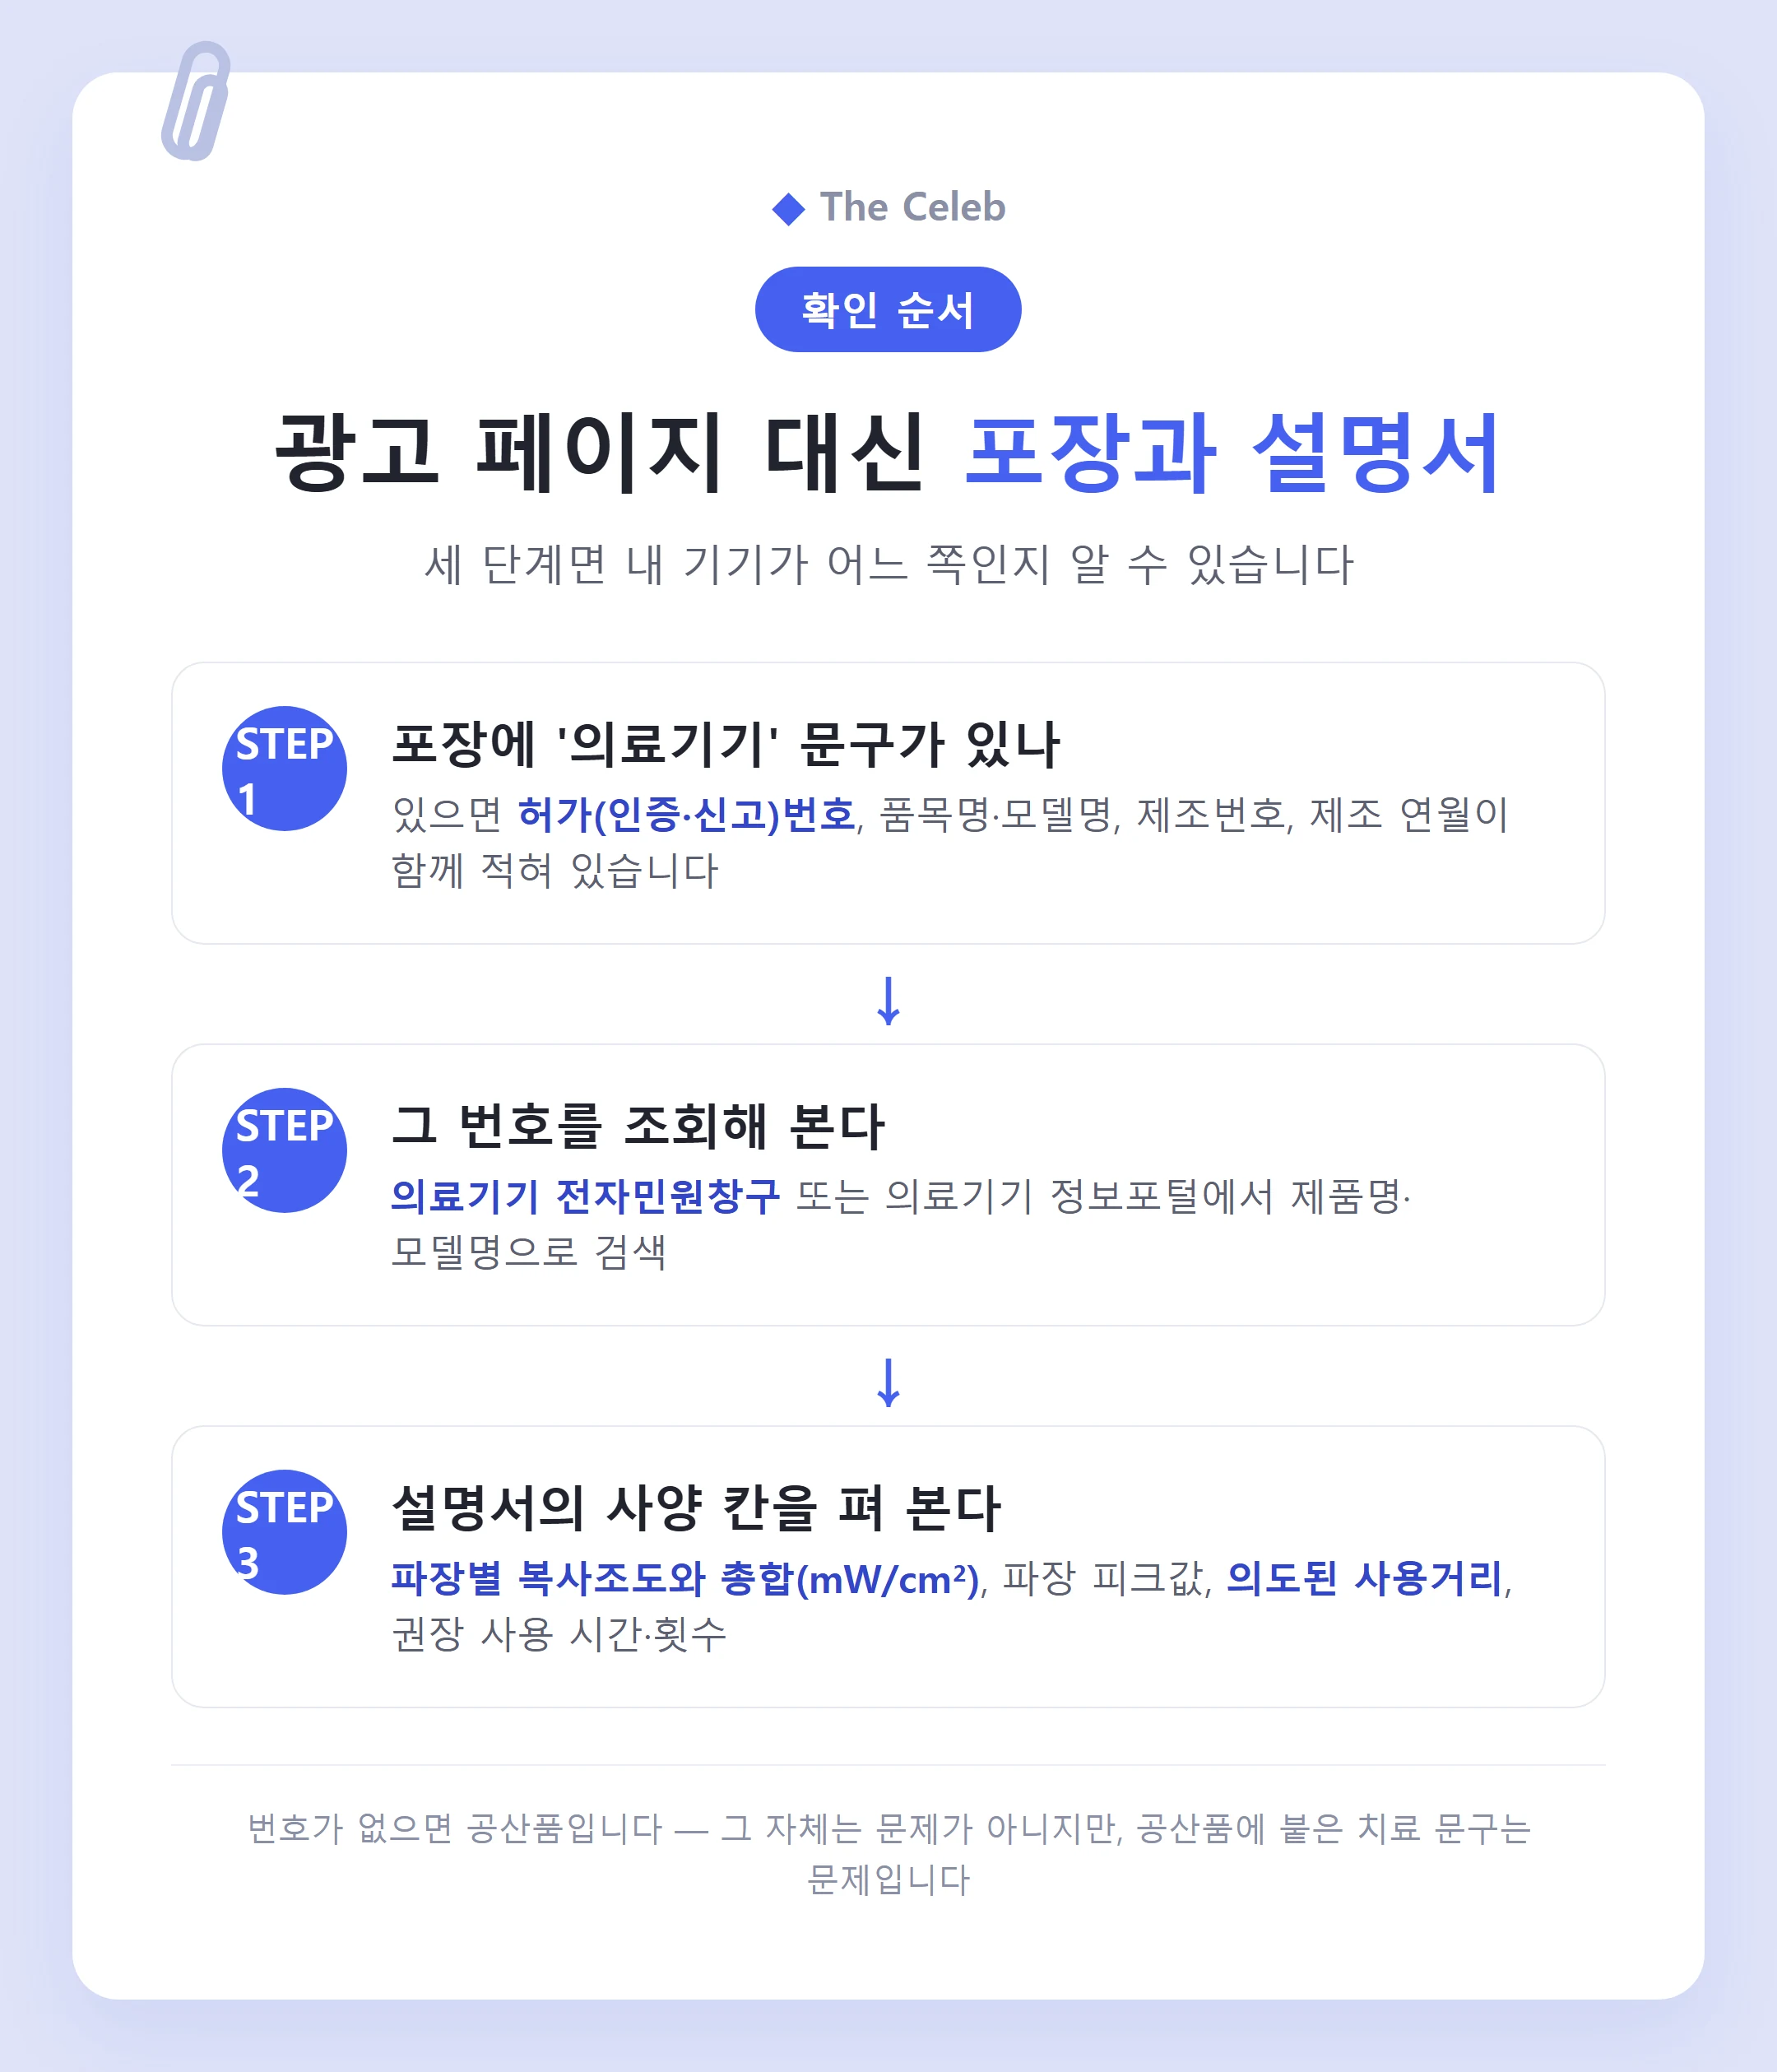 ◆ The Celeb
확인 순서
광고 페이지 대신 포장과 설명서
세 단계면 내 기기가 어느 쪽인지 알 수 있습니다
STEP
1
포장에 '의료기기' 문구가 있나
있으면 허가(인증·신고)번호, 품목명·모델명, 제조번호, 제조 연월이
함께 적혀 있습니다
↓
STEP
2
그 번호를 조회해 본다
의료기기 전자민원창구 또는 의료기기 정보포털에서 제품명·
모델명으로 검색
↓
STEP
3
설명서의 사양 칸을 펴 본다
파장별 복사조도와 총합(mW/cm²), 파장 피크값, 의도된 사용거리,
권장 사용 시간·횟수
번호가 없으면 공산품입니다 — 그 자체는 문제가 아니지만, 공산품에 붙은 치료 문구는
문제입니다